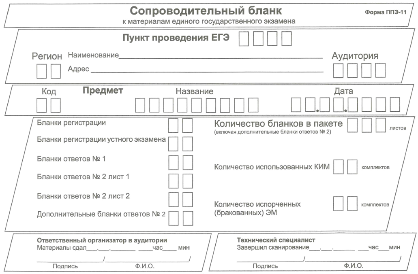 Сопроводительный бланк
к материалам единого государственного экзамена
Форма ППЭ-11
Пункт проведения ЕГЭ
Регион Наименование Аудитория
Адрес
Код Предмет Название Дата
Бланки регистрации
Бланки регистрации устного экзамена
Бланки ответов № 1
Бланки ответов № 2 лист 1
Бланки ответов № 2 лист 2
Дополнительные бланки ответов № 2
Количество бланков в пакете листов
(включая дополнительные бланки ответов № 2)
Количество использованных КИМ комплектов
Количество испорченных комплектов
(бракованных) ЭМ
Ответственный организатор в аудитории
Материалы сдал час мин
Подпись Ф.И.О.
Технический специалист
Завершил сканирование час мин
Подпись Ф.И.О.